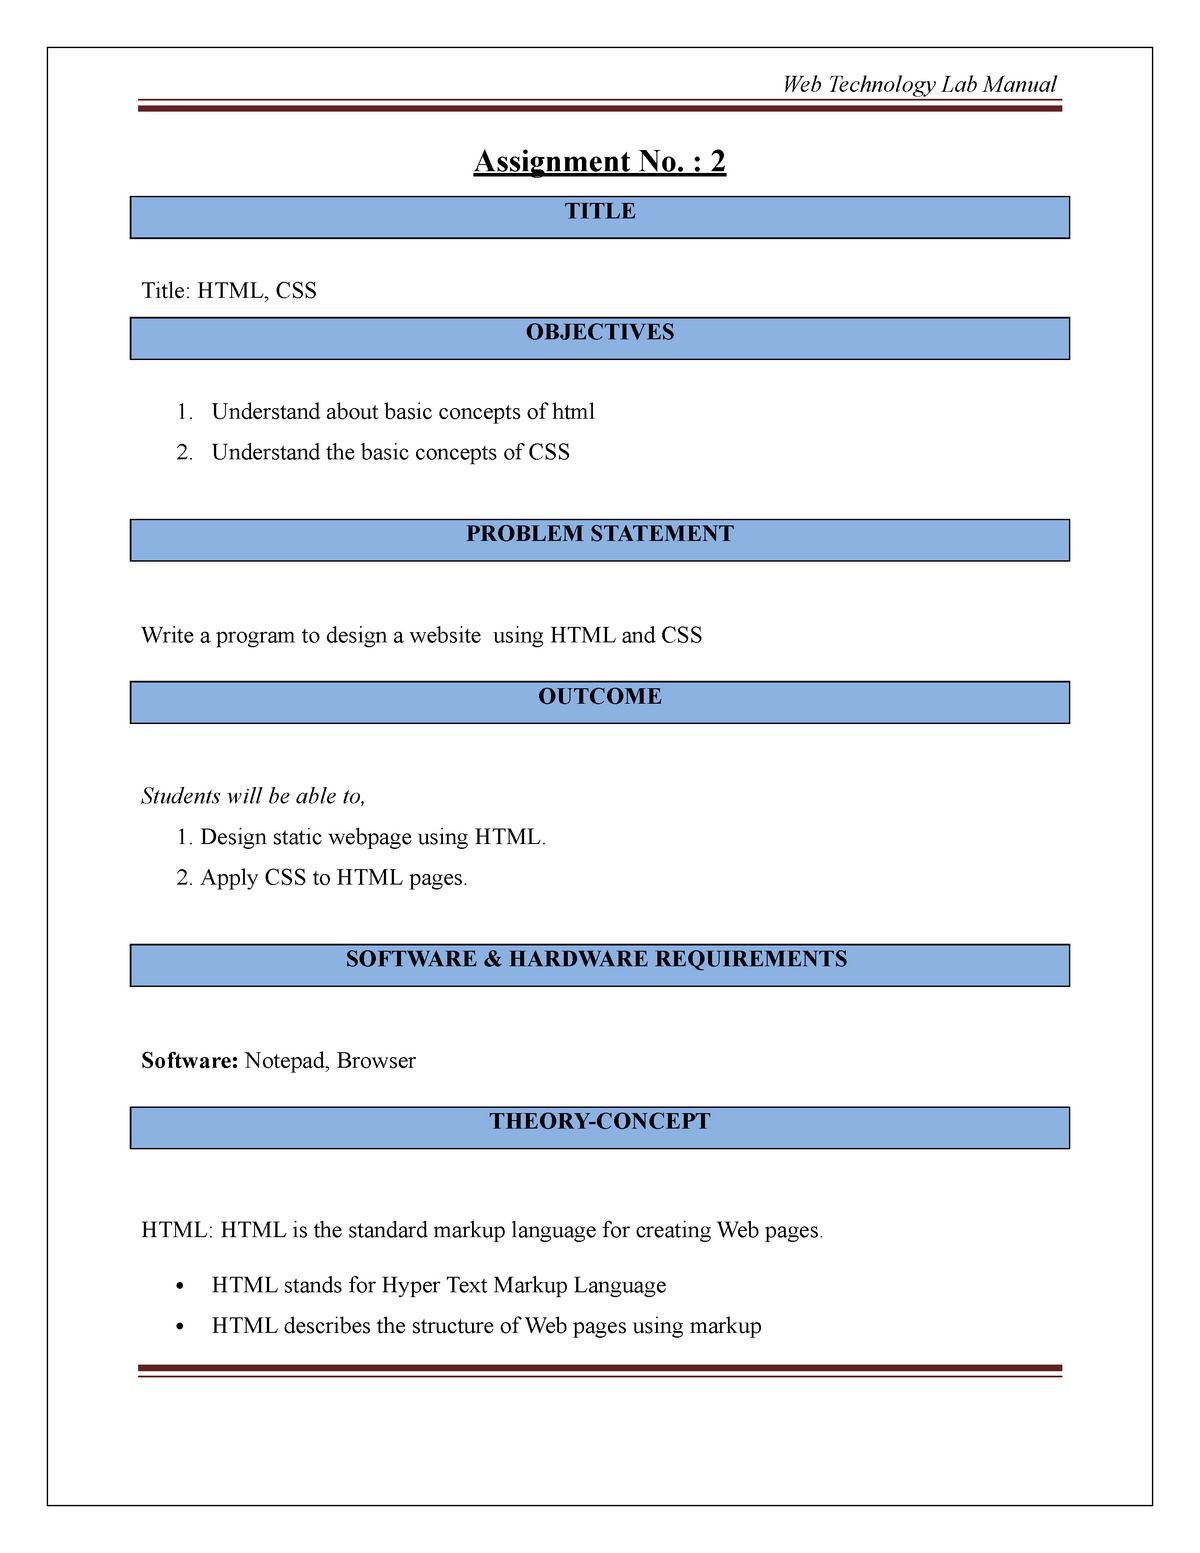 Web Technology Lab Manual
Assignment No. : 2
TITLE
Title: HTML, CSS
OBJECTIVES
1. Understand about basic concepts of html
2. Understand the basic concepts of CSS
PROBLEM STATEMENT
Write a program to design a website  using HTML and CSS
OUTCOME
Students will be able to,
1. Design static webpage using HTML.
2. Apply CSS to HTML pages.
SOFTWARE & HARDWARE REQUIREMENTS
Software: Notepad, Browser
THEORY-CONCEPT
HTML: HTML is the standard markup language for creating Web pages.
• HTML stands for Hyper Text Markup Language
• HTML describes the structure of Web pages using markup